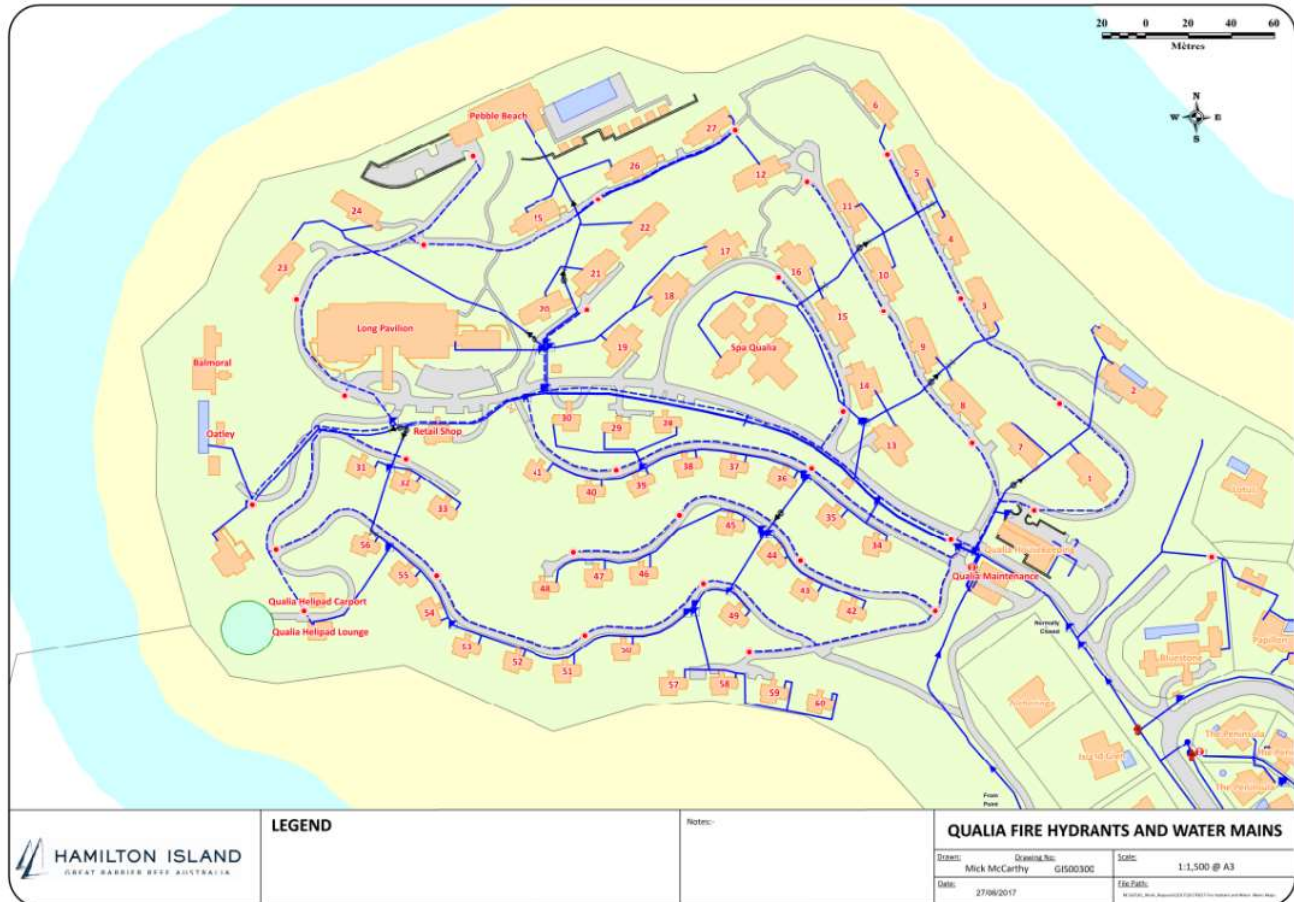 20 0 20 40 60
Mètres
N
W E
S
Pebble Beach
6
27
26
12
5
24
11
22
4
23
17
16
21
10
18
3
20
15
Long Pavilion
19
Spa Qualia
9
Balmoral
14
2
8
30
29
28
Oatley
Retail Shop
13
7
31
41
38
37
36
1
32
40
39
Lotus
33
35
56
45
34
Qualia Housekeeping
44
55
48
47
46
43
Qualia Maintenance
42
Qualia Helipad Carport
54
49
Qualia Helipad Lounge
53
50
Normally
Closed
52
51
Papillon
Bluestone
57
58
59
60
The Peninsula
The Peninsula
From
Point
LEGEND
Notes:-
QUALIA FIRE HYDRANTS AND WATER MAINS
HAMILTON ISLAND
GREAT BARRIER REEF AUSTRALIA
Drawn: Mick McCarthy
Drawing No: GIS00300
Scale: 1:1,500 @ A3
Date: 27/06/2017
File Path: